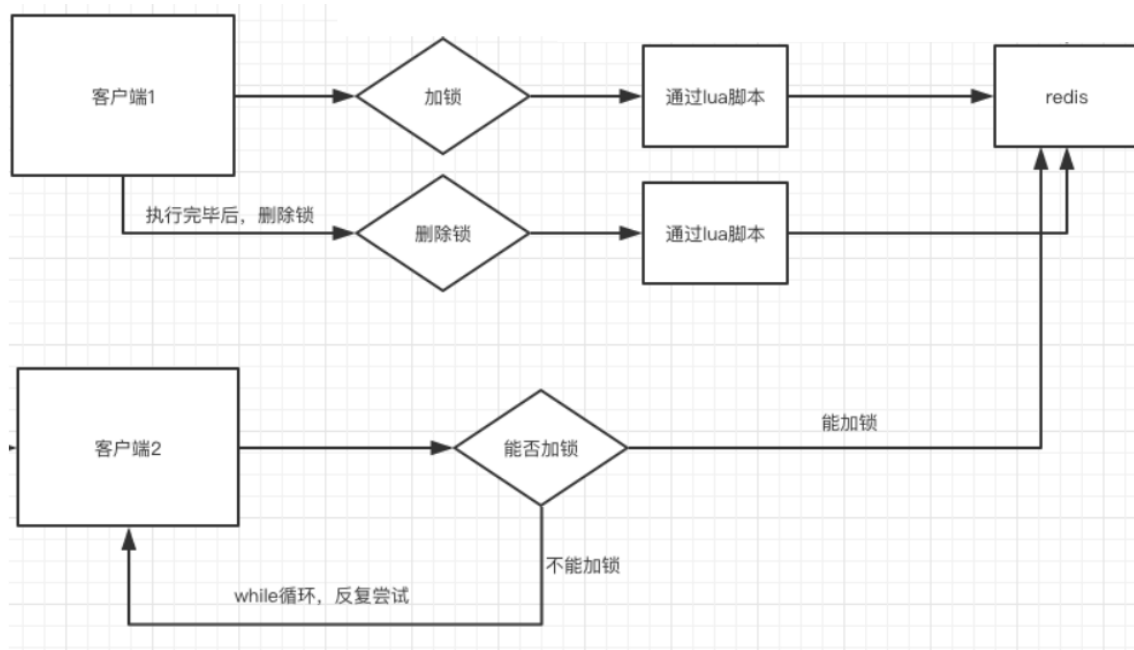 客户端1
加锁
通过lua脚本
redis
执行完毕后，删除锁
删除锁
通过lua脚本
客户端2
能否加锁
能加锁
不能加锁
while循环，反复尝试